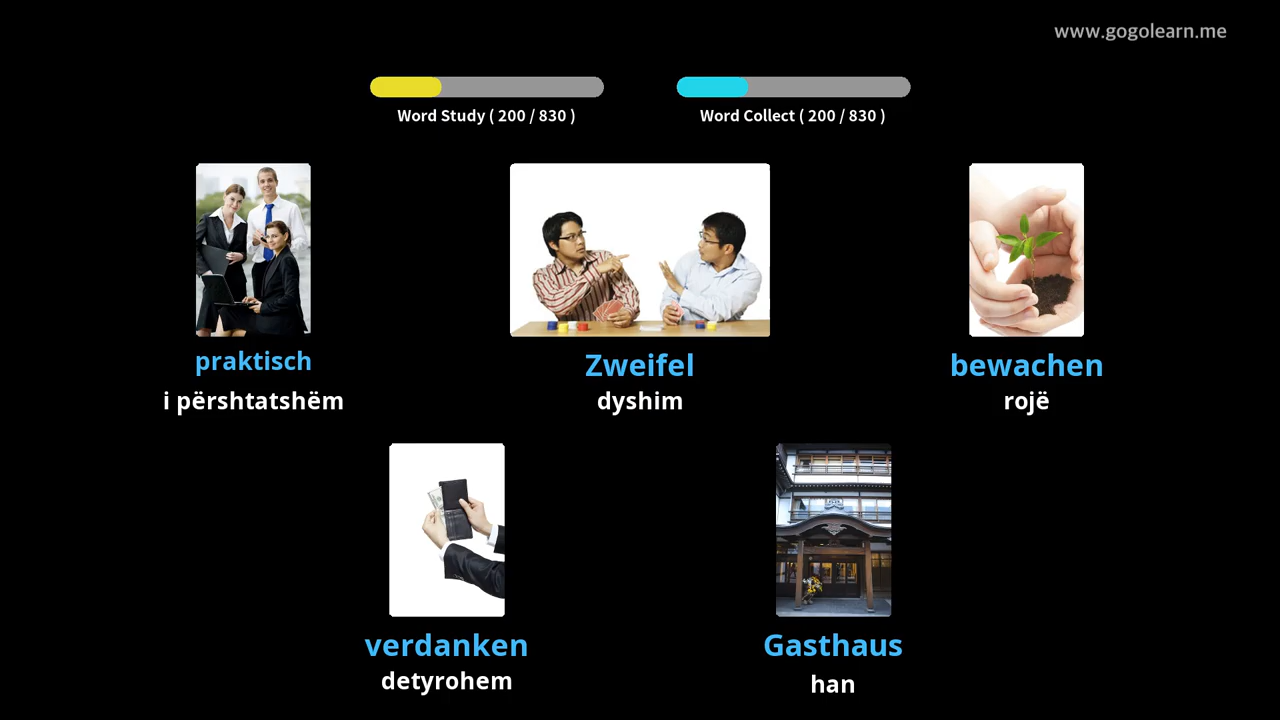 www.gogolearn.me
Word Study ( 200 / 830 )
Word Collect ( 200 / 830 )
praktisch
i përshtatshëm
Zweifel
dyshim
bewachen
rojë
verdanken
detyrohem
Gasthaus
han